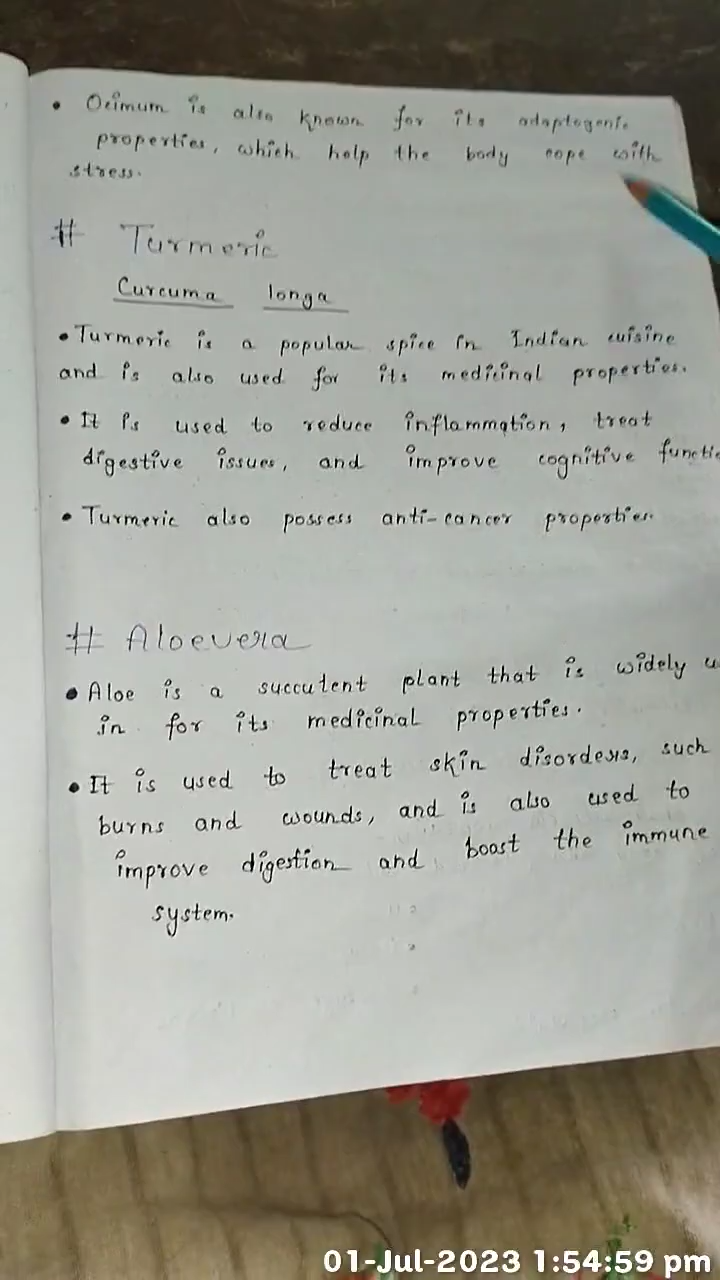 • Ocimum is also known for its adaptogenic
properties, which help the body cope with
stress.
# Turmeric
Curcuma longa
• Turmeric is a popular spice in Indian cuisine
and is also used for its medicinal properties.
• It is used to reduce inflammation, treat
digestive issues, and improve cognitive functi
• Turmeric also possess anti-cancer properties.
# Aloevera
• Aloe is a succutent plant that is widely u
in for its medicinal properties.
• It is used to treat skin disorders, such
burns and wounds, and is also used to
improve digestion and boost the immune
system.
01-Jul-2023 1:54:59 pm